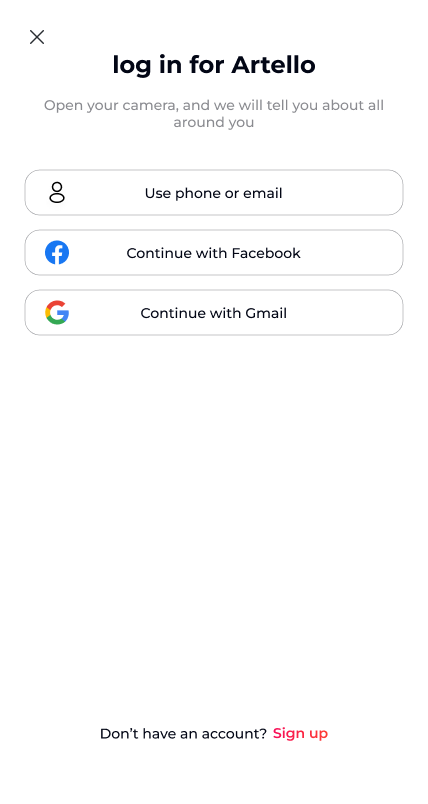 log in for Artello
Open your camera, and we will tell you about all
around you
Use phone or email
Continue with Facebook
Continue with Gmail
Don’t have an account? Sign up